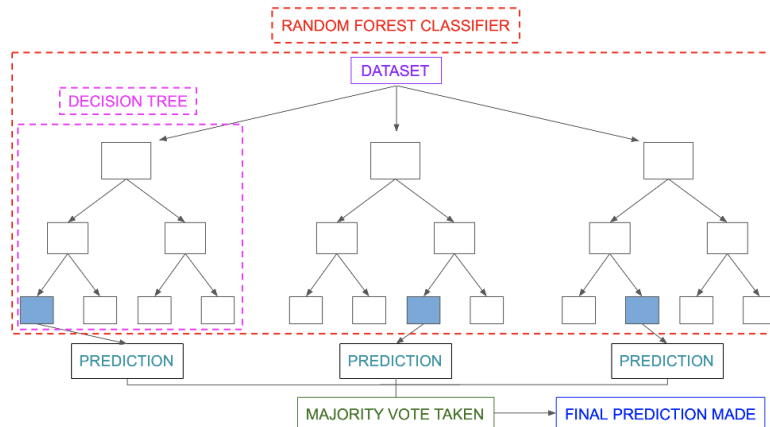 RANDOM FOREST CLASSIFIER
DATASET
DECISION TREE
PREDICTION
PREDICTION
PREDICTION
MAJORITY VOTE TAKEN
FINAL PREDICTION MADE